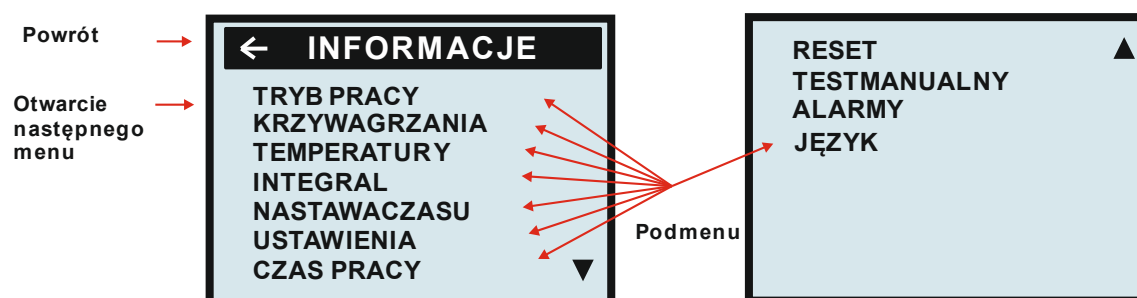 Powrót
Otwarcie
następnego
menu
← INFORMACJE
TRYB PRACY
KRZYWAGRZANIA
TEMPERATURY
INTEGRAL
NASTAWACZASU
USTAWIENIA
CZAS PRACY ▼
Podmenu
RESET ▲
TESTMANUALNY
ALARMY
JĘZYK